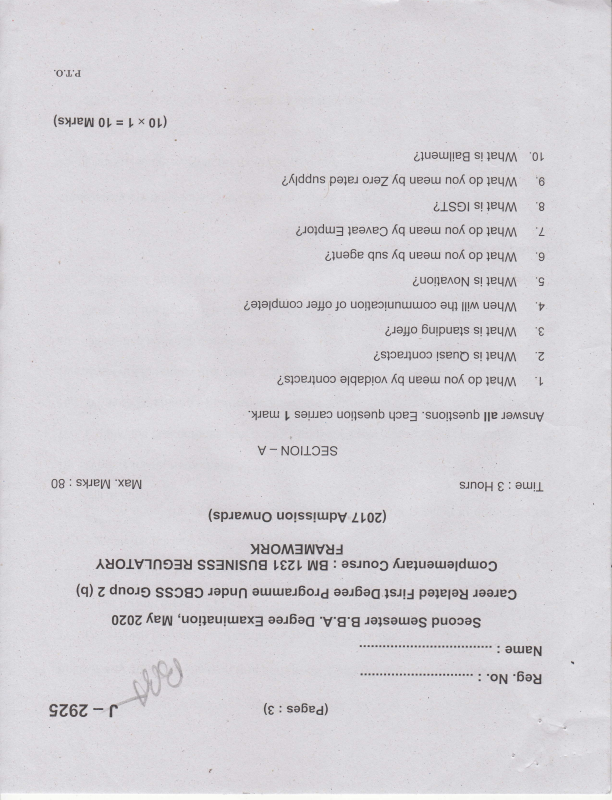 (Pages : 3) J – 2925
Reg. No. : ................................
Name : .....................................
Second Semester B.B.A. Degree Examination, May 2020
Career Related First Degree Programme Under CBCSS Group 2 (b)
Complementary Course : BM 1231 BUSINESS REGULATORY
FRAMEWORK
(2017 Admission Onwards)
Time : 3 Hours Max. Marks : 80
SECTION – A
Answer all questions. Each question carries 1 mark.
1. What do you mean by voidable contracts?
2. What is Quasi contracts?
3. What is standing offer?
4. When will the communication of offer complete?
5. What is Novation?
6. What do you mean by sub agent?
7. What do you mean by Caveat Emptor?
8. What is IGST?
9. What do you mean by Zero rated supply?
10. What is Bailment?
(10 × 1 = 10 Marks)
P.T.O.